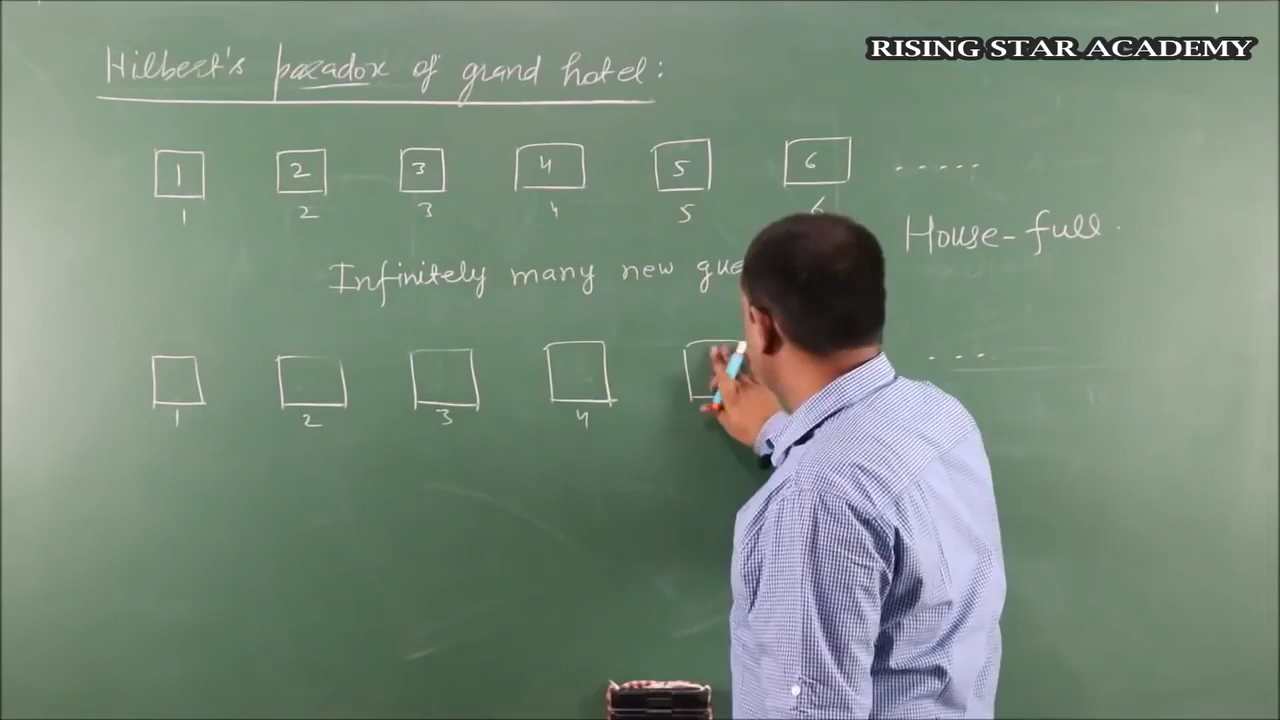 RISING STAR ACADEMY
Hilbert's paradox of grand hotel:
1 2 3 4 5 6 .....
1 2 3 4 5 6
House-full.
Infinitely many new
...
1 2 3 4